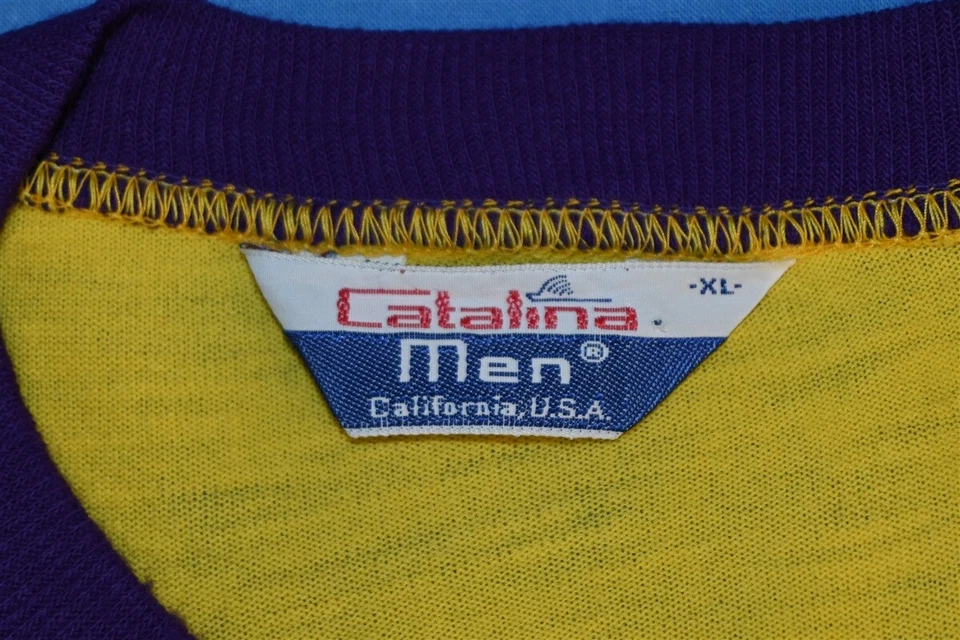 -XL-
Catalina
Men®
California, U.S.A.